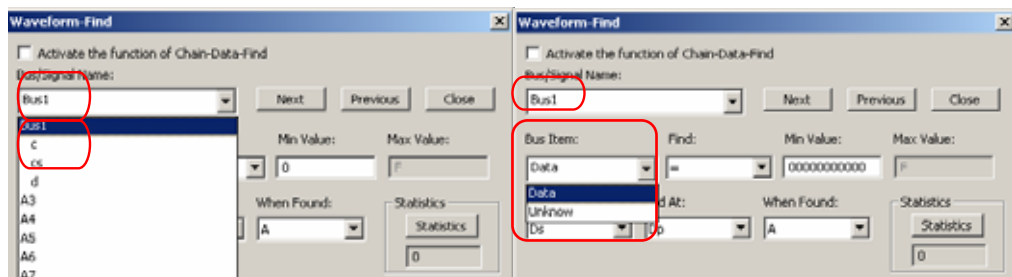 Waveform-Find
Activate the function of Chain-Data-Find
Bus/Signal Name:
Bus1
Next
Previous
Close
Bus1
c
cs
d
A3
A4
A5
A6
A7
Min Value:
Max Value:
0
F
When Found:
A
Statistics
Statistics
0
Waveform-Find
Activate the function of Chain-Data-Find
Bus/Signal Name:
Bus1
Next
Previous
Close
Bus Item:
Find:
Min Value:
Max Value:
Data
=
00000000000
F
Data
Unknow
d At:
When Found:
Statistics
Ds
Dp
A
Statistics
0